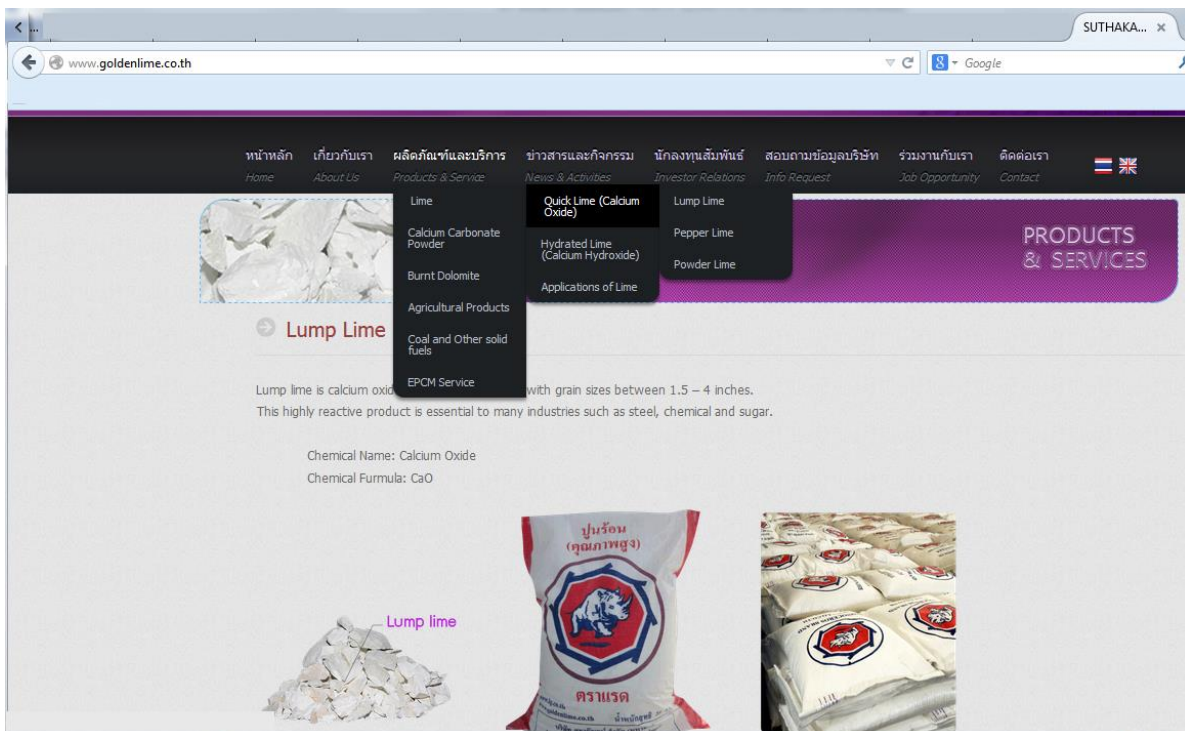 SUTHAKA...
www.goldenlime.co.th
Google
หน้าหลัก เกี่ยวกับเรา ผลิตภัณฑ์และบริการ ข่าวสารและกิจกรรม นักลงทุนสัมพันธ์ สอบถามข้อมูลบริษัท ร่วมงานกับเรา ติดต่อเรา
Home About Us Products & Service News & Activities Investor Relations Info Request Job Opportunity Contact
Lime
Calcium Carbonate
Powder
Burnt Dolomite
Agricultural Products
Coal and Other solid
fuels
EPCM Service
Quick Lime (Calcium
Oxide)
Hydrated Lime
(Calcium Hydroxide)
Applications of Lime
Lump Lime
Pepper Lime
Powder Lime
PRODUCTS
& SERVICES
Lump Lime
Lump lime is calcium with grain sizes between 1.5 – 4 inches.
This highly reactive product is essential to many industries such as steel, chemical and sugar.
Chemical Name: Calcium Oxide
Chemical Furmula: CaO
Lump lime
ปูนร้อน
(คุณภาพสูง)
ตราแรด